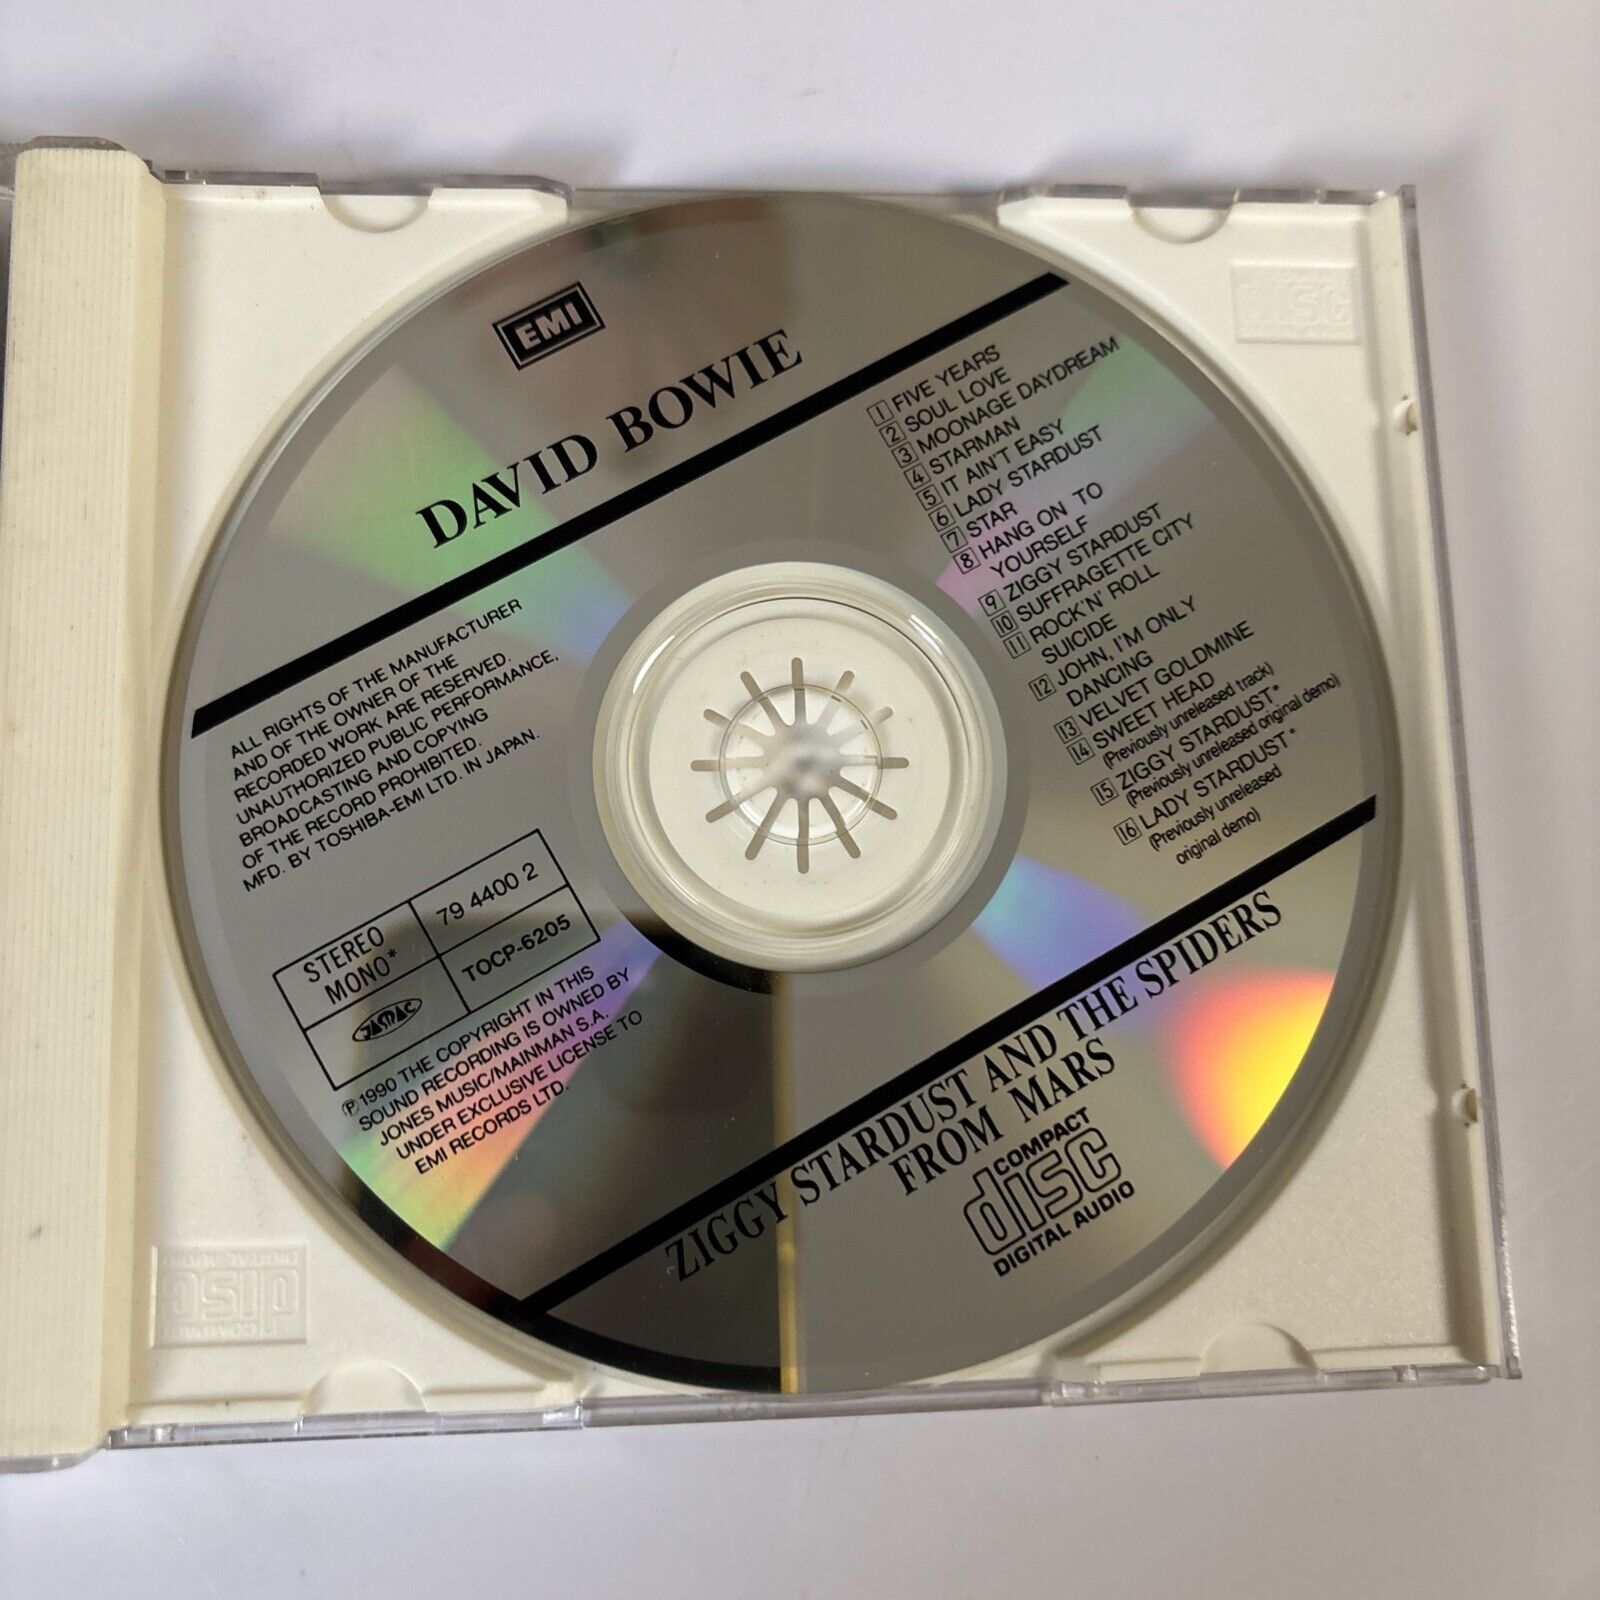 EMI
DAVID BOWIE
1 FIVE YEARS
2 SOUL LOVE
3 MOONAGE DAYDREAM
4 STARMAN
5 IT AIN'T EASY
6 LADY STARDUST
7 STAR
8 HANG ON TO
YOURSELF
9 ZIGGY STARDUST
10 SUFFRAGETTE CITY
11 ROCK 'N' ROLL
SUICIDE
12 JOHN, I'M ONLY
DANCING
13 VELVET GOLDMINE
14 SWEET HEAD
(Previously unreleased track)
15 ZIGGY STARDUST*
(Previously unreleased original demo)
16 LADY STARDUST*
(Previously unreleased
original demo)
ALL RIGHTS OF THE MANUFACTURER
AND OF THE OWNER OF THE
RECORDED WORK ARE RESERVED.
UNAUTHORIZED PUBLIC PERFORMANCE,
BROADCASTING AND COPYING
OF THE RECORD PROHIBITED.
MFD. BY TOSHIBA-EMI LTD. IN JAPAN.
STEREO
MONO*
79 4400 2
JASRAC
TOCP-6205
℗1990 THE COPYRIGHT IN THIS
SOUND RECORDING IS OWNED BY
JONES MUSIC/MAINMAN S.A.
UNDER EXCLUSIVE LICENSE TO
EMI RECORDS LTD.
ZIGGY STARDUST AND THE SPIDERS
FROM MARS
COMPACT
disc
DIGITAL AUDIO
COMPACT
disc
DIGITAL AUDIO
DISC